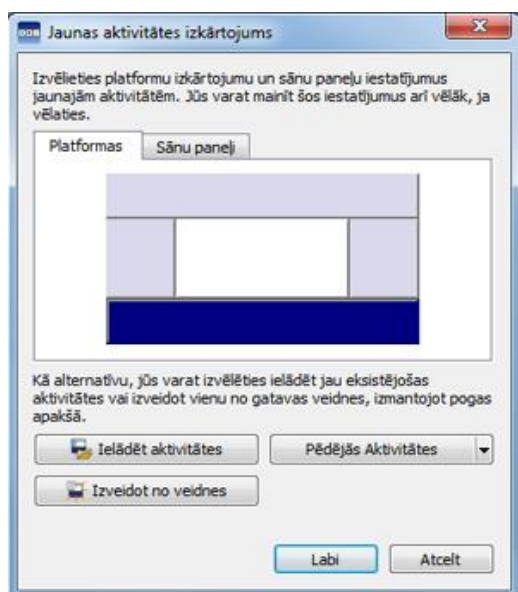 Jaunas aktivitātes izkārtojums
Izvēlieties platformu izkārtojumu un sānu paneļu iestatījumus
jaunajām aktivitātēm. Jūs varat mainīt šos iestatījumus arī vēlāk, ja
vēlaties.
Platformas Sānu paneļi
Kā alternatīvu, jūs varat izvēlēties ielādēt jau eksistējošas
aktivitātes vai izveidot vienu no gatavas veidnes, izmantojot pogas
apakšā.
Ielādēt aktivitātes Pēdējās Aktivitātes
Izveidot no veidnes
Labi Atcelt